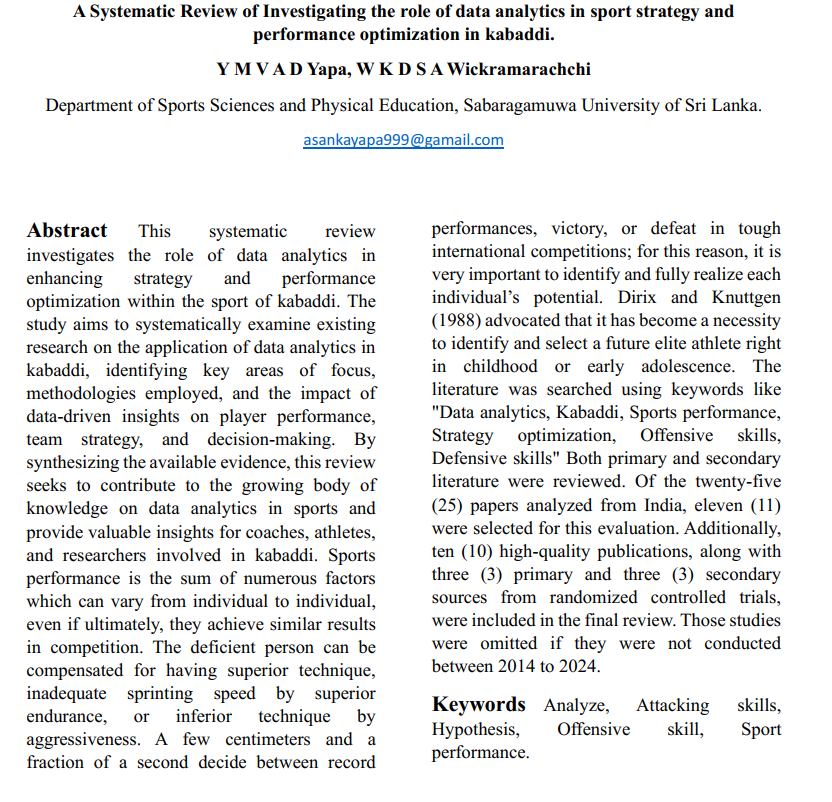 A Systematic Review of Investigating the role of data analytics in sport strategy and
performance optimization in kabaddi.
Y M V A D Yapa, W K D S A Wickramarachchi
Department of Sports Sciences and Physical Education, Sabaragamuwa University of Sri Lanka.
asankayapa999@gamail.com
Abstract This systematic review
investigates the role of data analytics in
enhancing strategy and performance
optimization within the sport of kabaddi. The
study aims to systematically examine existing
research on the application of data analytics in
kabaddi, identifying key areas of focus,
methodologies employed, and the impact of
data-driven insights on player performance,
team strategy, and decision-making. By
synthesizing the available evidence, this review
seeks to contribute to the growing body of
knowledge on data analytics in sports and
provide valuable insights for coaches, athletes,
and researchers involved in kabaddi. Sports
performance is the sum of numerous factors
which can vary from individual to individual,
even if ultimately, they achieve similar results
in competition. The deficient person can be
compensated for having superior technique,
inadequate sprinting speed by superior
endurance, or inferior technique by
aggressiveness. A few centimeters and a
fraction of a second decide between record
performances, victory, or defeat in tough
international competitions; for this reason, it is
very important to identify and fully realize each
individual's potential. Dirix and Knuttgen
(1988) advocated that it has become a necessity
to identify and select a future elite athlete right
in childhood or early adolescence. The
literature was searched using keywords like
"Data analytics, Kabaddi, Sports performance,
Strategy optimization, Offensive skills,
Defensive skills" Both primary and secondary
literature were reviewed. Of the twenty-five
(25) papers analyzed from India, eleven (11)
were selected for this evaluation. Additionally,
ten (10) high-quality publications, along with
three (3) primary and three (3) secondary
sources from randomized controlled trials,
were included in the final review. Those studies
were omitted if they were not conducted
between 2014 to 2024.
Keywords Analyze, Attacking skills,
Hypothesis, Offensive skill, Sport
performance.